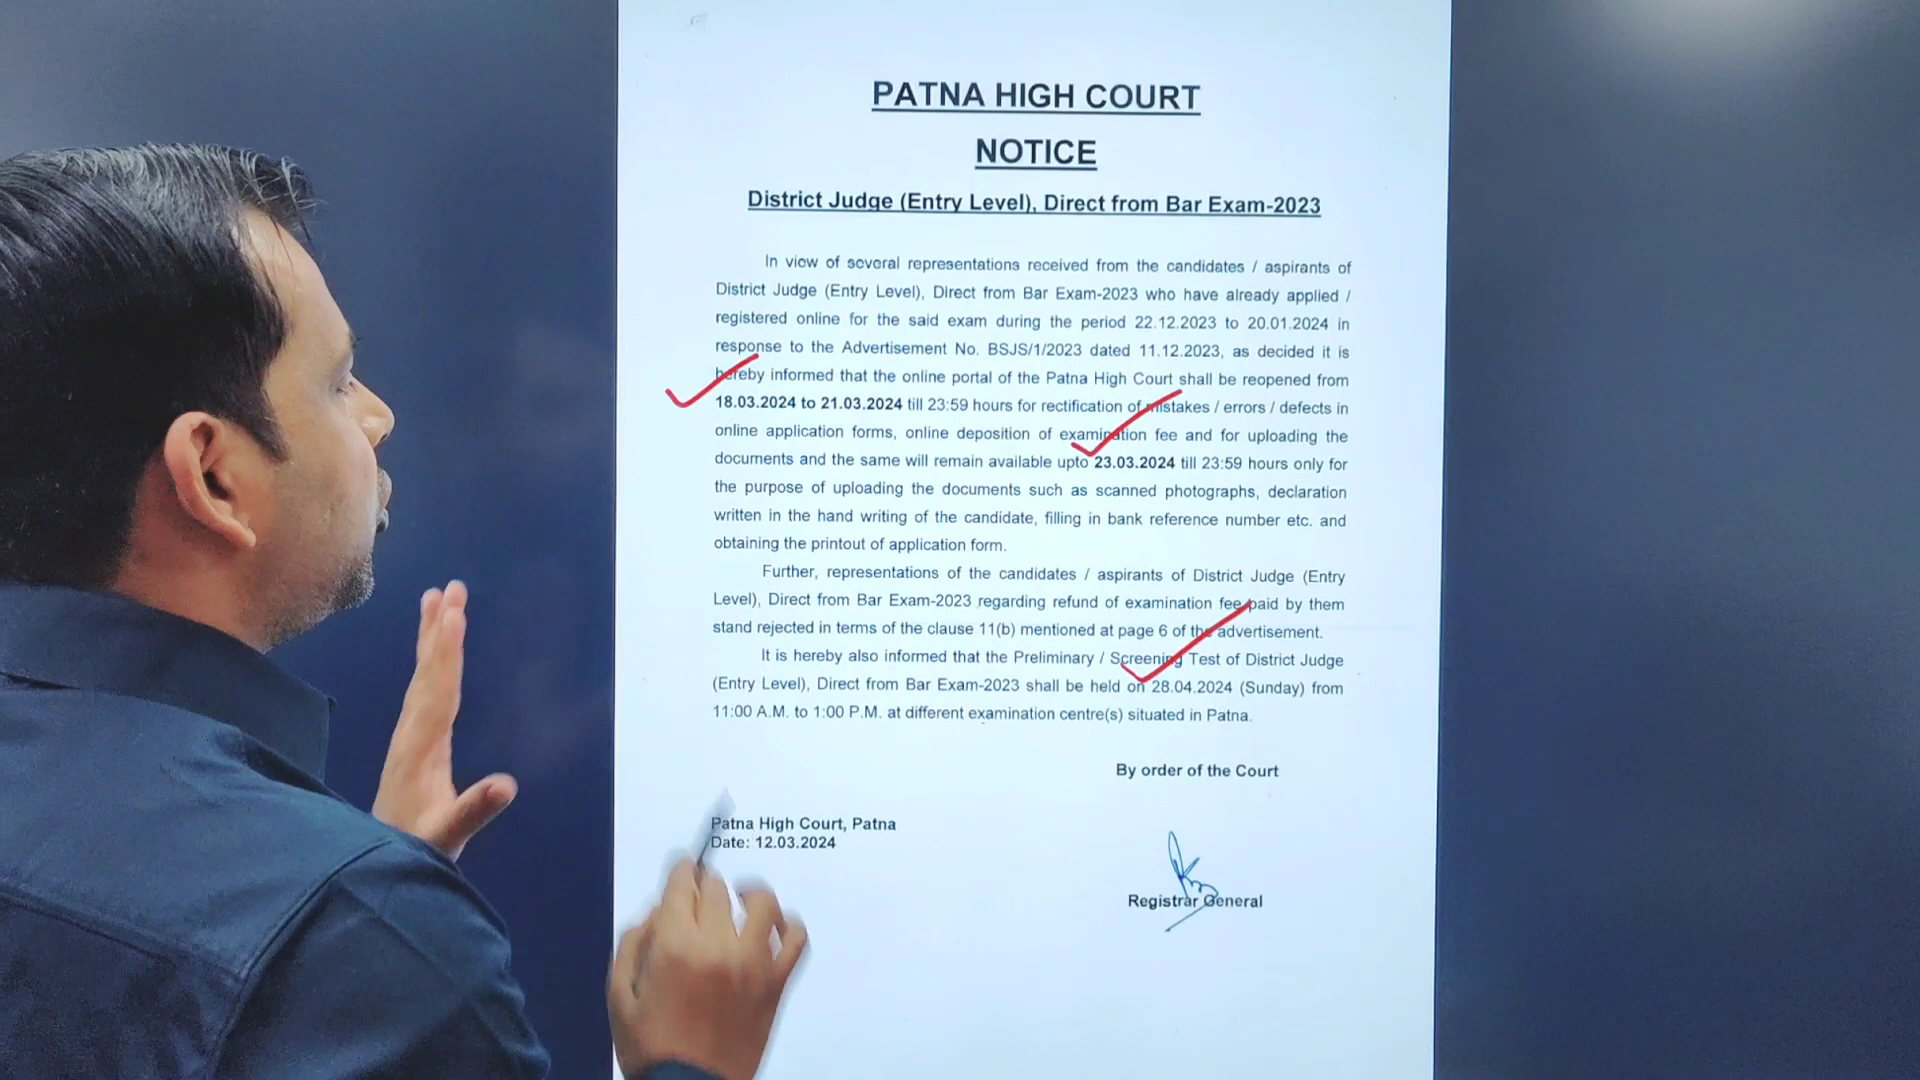 PATNA HIGH COURT
NOTICE
District Judge (Entry Level), Direct from Bar Exam-2023
In view of several representations received from the candidates / aspirants of
District Judge (Entry Level), Direct from Bar Exam-2023 who have already applied /
registered online for the said exam during the period 22.12.2023 to 20.01.2024 in
response to the Advertisement No. BSJS/1/2023 dated 11.12.2023, as decided it is
hereby informed that the online portal of the Patna High Court shall be reopened from
18.03.2024 to 21.03.2024 till 23:59 hours for rectification of mistakes / errors / defects in
online application forms, online deposition of examination fee and for uploading the
documents and the same will remain available upto 23.03.2024 till 23:59 hours only for
the purpose of uploading the documents such as scanned photographs, declaration
written in the hand writing of the candidate, filling in bank reference number etc. and
obtaining the printout of application form.
Further, representations of the candidates / aspirants of District Judge (Entry
Level), Direct from Bar Exam-2023 regarding refund of examination fee paid by them
stand rejected in terms of the clause 11(b) mentioned at page 6 of the advertisement.
It is hereby also informed that the Preliminary / Screening Test of District Judge
(Entry Level), Direct from Bar Exam-2023 shall be held on 28.04.2024 (Sunday) from
11:00 A.M. to 1:00 P.M. at different examination centre(s) situated in Patna.
By order of the Court
Patna High Court, Patna
Date: 12.03.2024
Registrar General